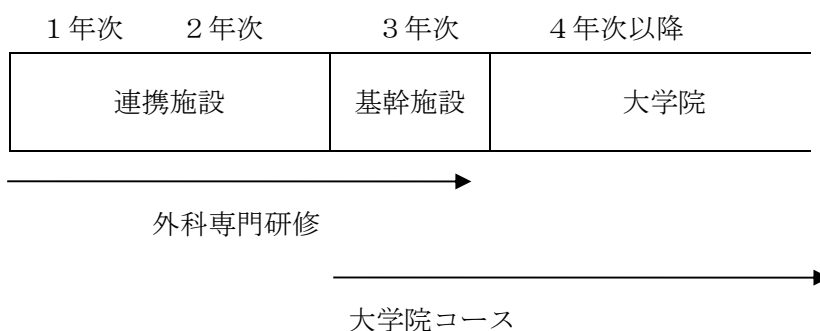 １年次　２年次　３年次　４年次以降
連携施設　基幹施設　大学院
外科専門研修
大学院コース